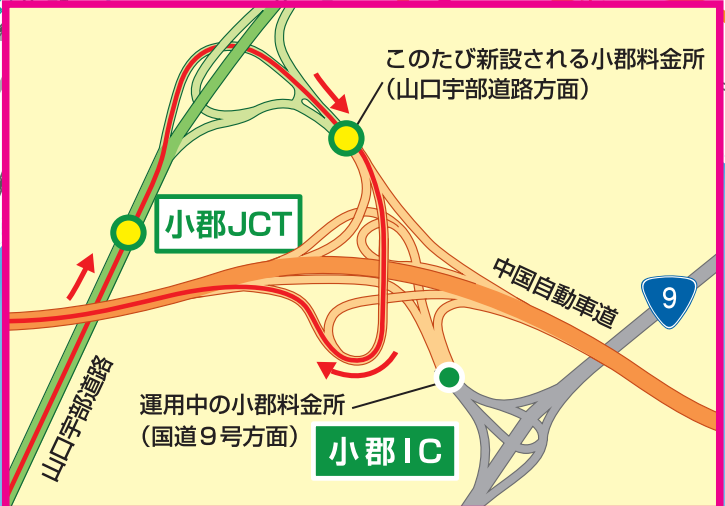 このたび新設される小郡料金所
（山口宇部道路方面）
小郡JCT
中国自動車道
9
山口宇部道路
運用中の小郡料金所
（国道９号方面）
小郡IC